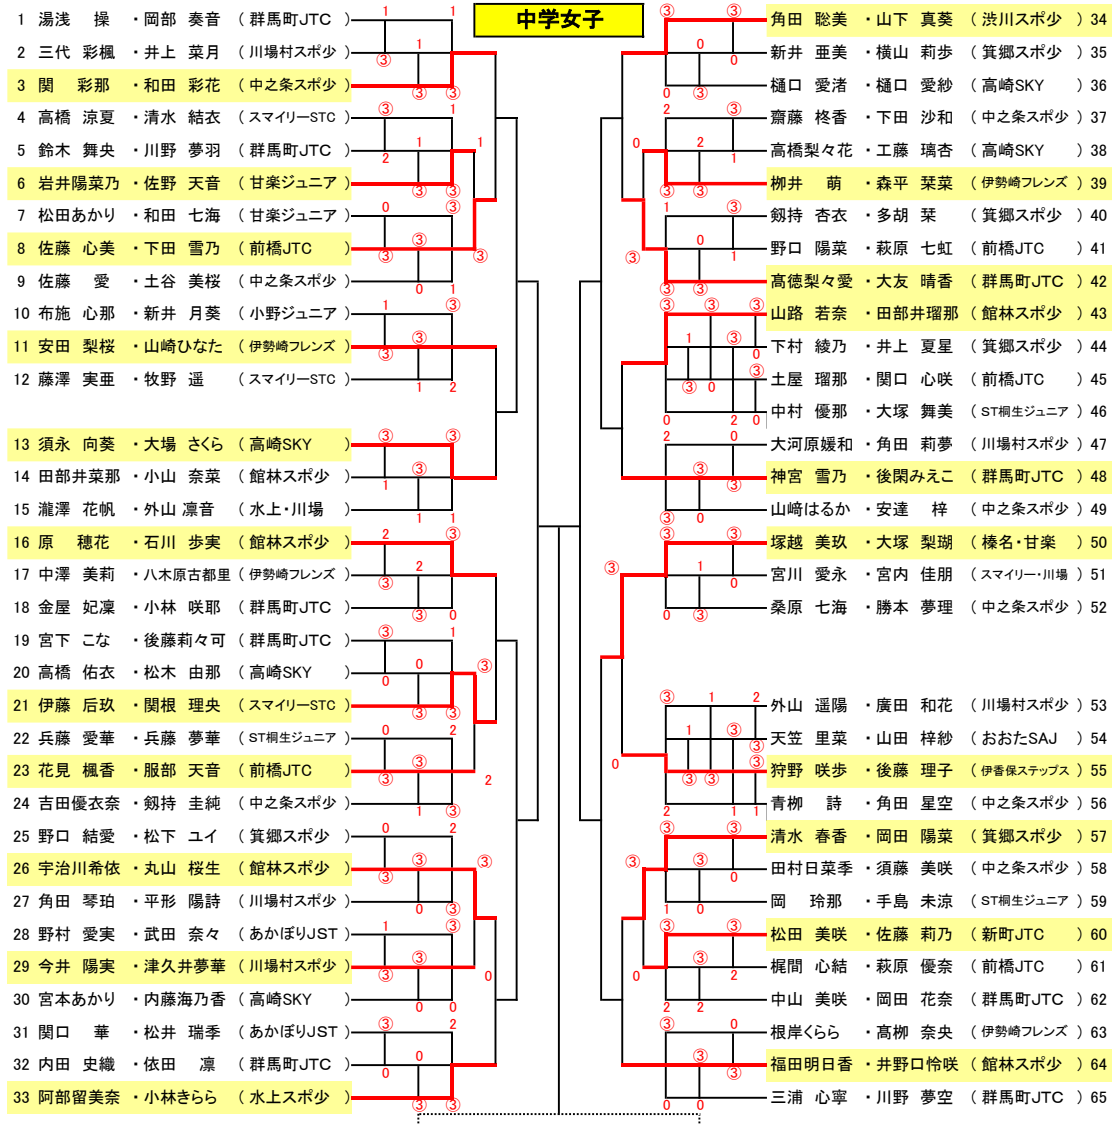 中学女子
1 湯浅 操 ・岡部 奏音 （ 群馬町JTC ）
2 三代 彩楓 ・井上 菜月 （ 川場村スポ少 ）
3 関 彩那 ・和田 彩花 （ 中之条スポ少 ）
4 高橋 涼夏 ・清水 結衣 （ スマイリーSTC ）
5 鈴木 舞央 ・川野 夢羽 （ 群馬町JTC ）
6 岩井陽菜乃 ・佐野 天音 （ 甘楽ジュニア ）
7 松田あかり ・和田 七海 （ 甘楽ジュニア ）
8 佐藤 心美 ・下田 雪乃 （ 前橋JTC ）
9 佐藤 愛 ・土谷 美桜 （ 中之条スポ少 ）
10 布施 心那 ・新井 月葵 （ 小野ジュニア ）
11 安田 梨桜 ・山崎ひなた （ 伊勢崎フレンズ ）
12 藤澤 実亜 ・牧野 遥 （ スマイリーSTC ）
13 須永 向葵 ・大場 さくら （ 高崎SKY ）
14 田部井菜那 ・小山 奈菜 （ 館林スポ少 ）
15 瀧澤 花帆 ・外山 凛音 （ 水上・川場 ）
16 原 穂花 ・石川 歩実 （ 館林スポ少 ）
17 中澤 美莉 ・八木原古都里 （ 伊勢崎フレンズ ）
18 金屋 妃凜 ・小林 咲耶 （ 群馬町JTC ）
19 宮下 こな ・後藤莉々可 （ 群馬町JTC ）
20 高橋 佑衣 ・松木 由那 （ 高崎SKY ）
21 伊藤 后玖 ・関根 理央 （ スマイリーSTC ）
22 兵藤 愛華 ・兵藤 夢華 （ ST桐生ジュニア ）
23 花見 楓香 ・服部 天音 （ 前橋JTC ）
24 吉田優衣奈 ・剱持 圭純 （ 中之条スポ少 ）
25 野口 結愛 ・松下 ユイ （ 箕郷スポ少 ）
26 宇治川希依 ・丸山 桜生 （ 館林スポ少 ）
27 角田 琴珀 ・平形 陽詩 （ 川場村スポ少 ）
28 野村 愛実 ・武田 奈々 （ あかぼりJST ）
29 今井 陽実 ・津久井夢華 （ 川場村スポ少 ）
30 宮本あかり ・内藤海乃香 （ 高崎SKY ）
31 関口 華 ・松井 瑞季 （ あかぼりJST ）
32 内田 史織 ・依田 凛 （ 群馬町JTC ）
33 阿部留美奈 ・小林きらら （ 水上スポ少 ）
角田 聡美 ・山下 真葵 （ 渋川スポ少 ） 34
新井 亜美 ・横山 莉歩 （ 箕郷スポ少 ） 35
樋口 愛渚 ・樋口 愛紗 （ 高崎SKY ） 36
齋藤 柊香 ・下田 沙和 （ 中之条スポ少 ） 37
高橋梨々花 ・工藤 璃杏 （ 高崎SKY ） 38
栁井 萌 ・森平 栞菜 （ 伊勢崎フレンズ ） 39
剱持 杏衣 ・多胡 栞 （ 箕郷スポ少 ） 40
野口 陽菜 ・萩原 七虹 （ 前橋JTC ） 41
髙徳梨々愛 ・大友 晴香 （ 群馬町JTC ） 42
山路 若奈 ・田部井瑠那 （ 館林スポ少 ） 43
下村 綾乃 ・井上 夏星 （ 箕郷スポ少 ） 44
土屋 瑠那 ・関口 心咲 （ 前橋JTC ） 45
中村 優那 ・大塚 舞美 （ ST桐生ジュニア ） 46
大河原媛和 ・角田 莉夢 （ 川場村スポ少 ） 47
神宮 雪乃 ・後閑みえこ （ 群馬町JTC ） 48
山﨑はるか ・安達 梓 （ 中之条スポ少 ） 49
塚越 美玖 ・大塚 梨瑚 （ 榛名・甘楽 ） 50
宮川 愛永 ・宮内 佳朋 （ スマイリー・川場 ） 51
桑原 七海 ・勝本 夢理 （ 中之条スポ少 ） 52
外山 遥陽 ・廣田 和花 （ 川場村スポ少 ） 53
天笠 里菜 ・山田 梓紗 （ おおたSAJ ） 54
狩野 咲歩 ・後藤 理子 （ 伊香保ステップス ） 55
青栁 詩 ・角田 星空 （ 中之条スポ少 ） 56
清水 春香 ・岡田 陽菜 （ 箕郷スポ少 ） 57
田村日菜季 ・須藤 美咲 （ 中之条スポ少 ） 58
岡 玲那 ・手島 未涼 （ ST桐生ジュニア ） 59
松田 美咲 ・佐藤 莉乃 （ 新町JTC ） 60
梶間 心結 ・萩原 優奈 （ 前橋JTC ） 61
中山 美咲 ・岡田 花奈 （ 群馬町JTC ） 62
根岸くらら ・髙栁 奈央 （ 伊勢崎フレンズ ） 63
福田明日香 ・井野口怜咲 （ 館林スポ少 ） 64
三浦 心寧 ・川野 夢空 （ 群馬町JTC ） 65